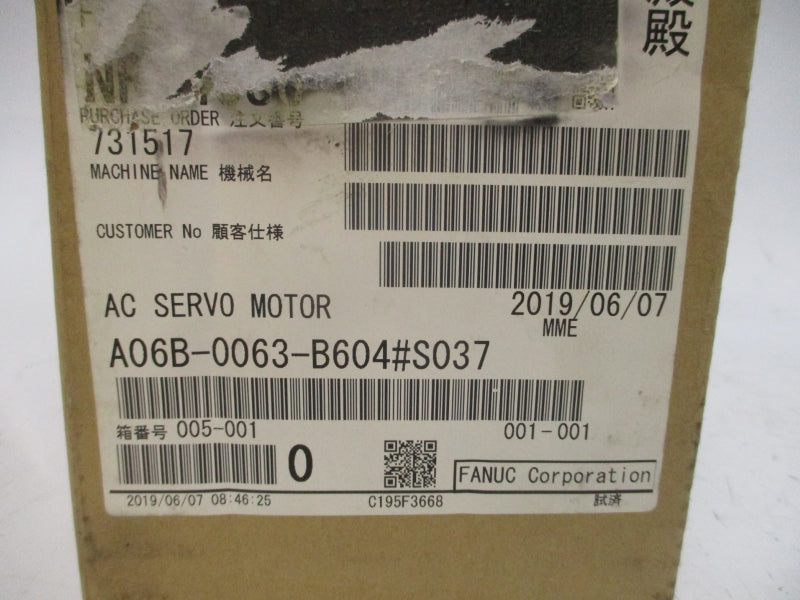 殿
PURCHASE ORDER 注文番号
731517
MACHINE NAME 機械名
CUSTOMER No 顧客仕様
AC SERVO MOTOR 2019/06/07
MME
A06B-0063-B604#S037
箱番号 005-001 001-001
0
FANUC Corporation
2019/06/07 08:46:25 C195F3668 試済